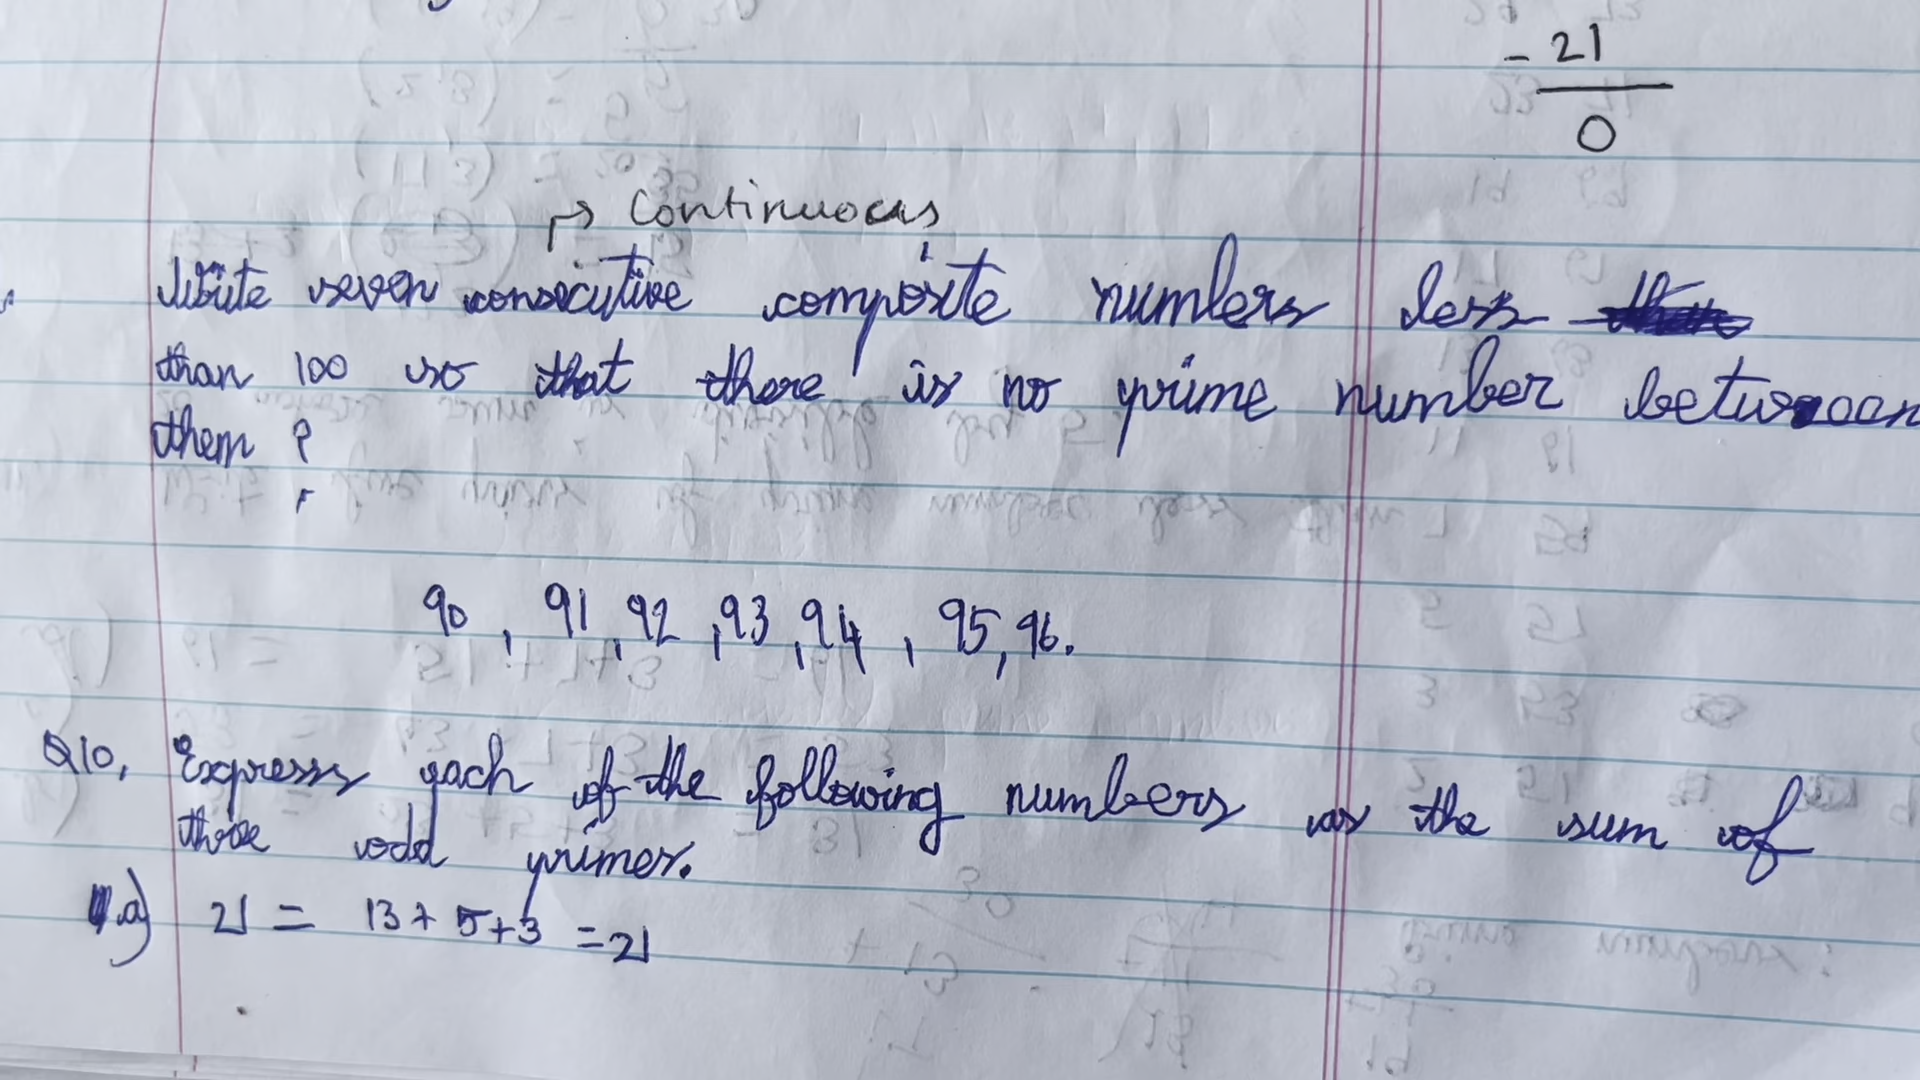 - 21
0
→ Continuous
Write seven consecutive composite numbers less
than 100 so that there is no prime number between
them ?
90 , 91 , 92 , 93 , 94 , 95 , 96.
Q10. Express each of the following numbers as the sum of
three odd primes.
a) 21 = 13 + 5 + 3 = 21